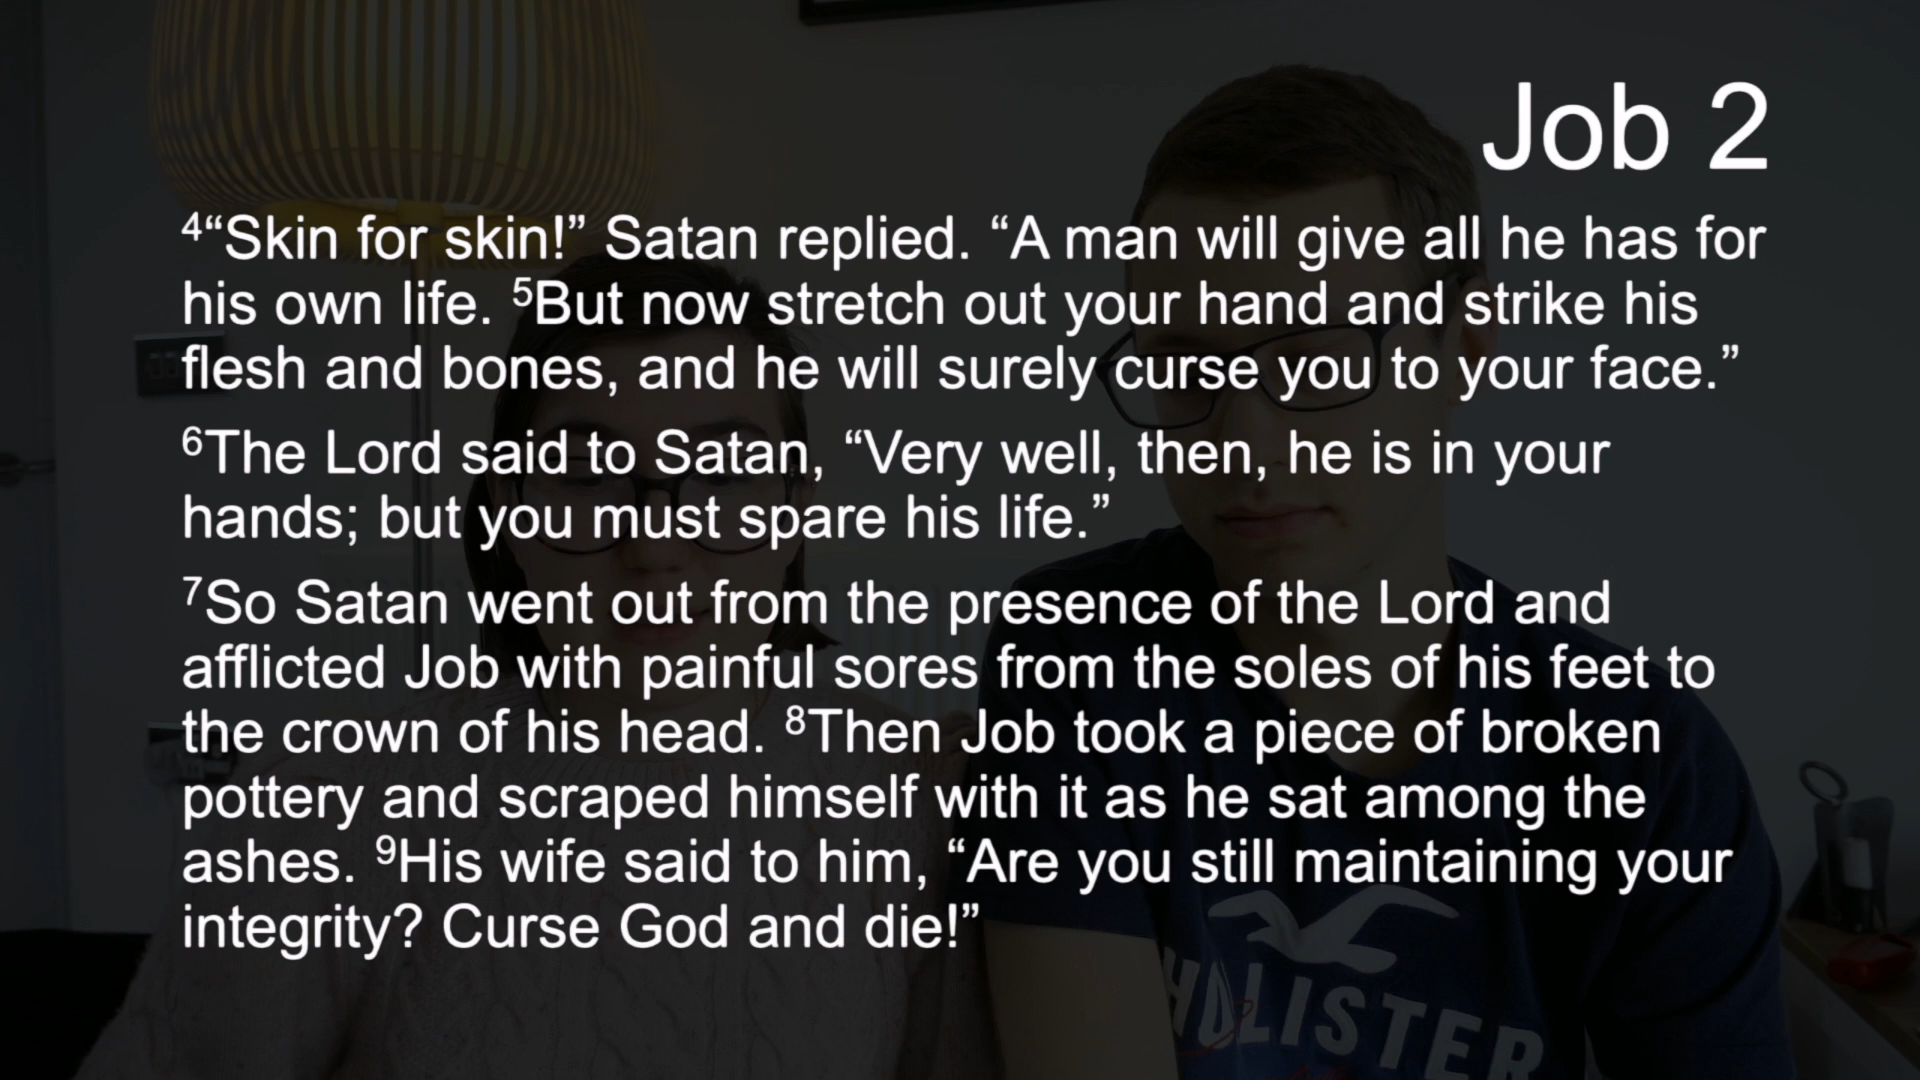 Job 2
⁴“Skin for skin!” Satan replied. “A man will give all he has for
his own life. ⁵But now stretch out your hand and strike his
flesh and bones, and he will surely curse you to your face.”
⁶The Lord said to Satan, “Very well, then, he is in your
hands; but you must spare his life.”
⁷So Satan went out from the presence of the Lord and
afflicted Job with painful sores from the soles of his feet to
the crown of his head. ⁸Then Job took a piece of broken
pottery and scraped himself with it as he sat among the
ashes. ⁹His wife said to him, “Are you still maintaining your
integrity? Curse God and die!”
HOLLISTER